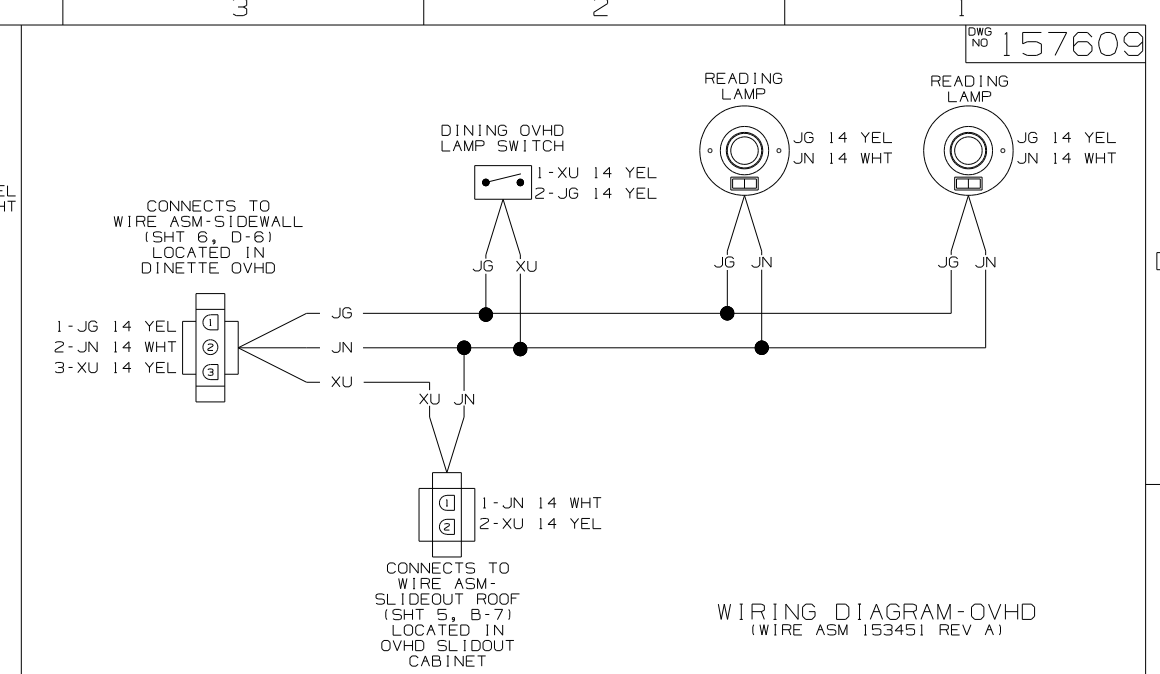 3
2
1
DWG
NO
157609
READING
LAMP
JG 14 YEL
JN 14 WHT
READING
LAMP
JG 14 YEL
JN 14 WHT
DINING OVHD
LAMP SWITCH
1-XU 14 YEL
2-JG 14 YEL
EL
HT
CONNECTS TO
WIRE ASM-SIDEWALL
(SHT 6, D-6)
LOCATED IN
DINETTE OVHD
JG
XU
JG
JN
JG
JN
1-JG 14 YEL
2-JN 14 WHT
3-XU 14 YEL
1
2
3
JG
JN
XU
XU
JN
1
2
1-JN 14 WHT
2-XU 14 YEL
CONNECTS TO
WIRE ASM-
SLIDEOUT ROOF
(SHT 5, B-7)
LOCATED IN
OVHD SLIDOUT
CABINET
WIRING DIAGRAM-OVHD
(WIRE ASM 153451 REV A)